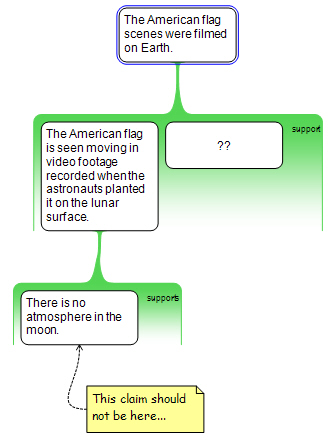 The American flag
scenes were filmed
on Earth.
support
The American flag
is seen moving in
video footage
recorded when the
astronauts planted
it on the lunar
surface.
??
supports
There is no
atmosphere in the
moon.
This claim should
not be here...